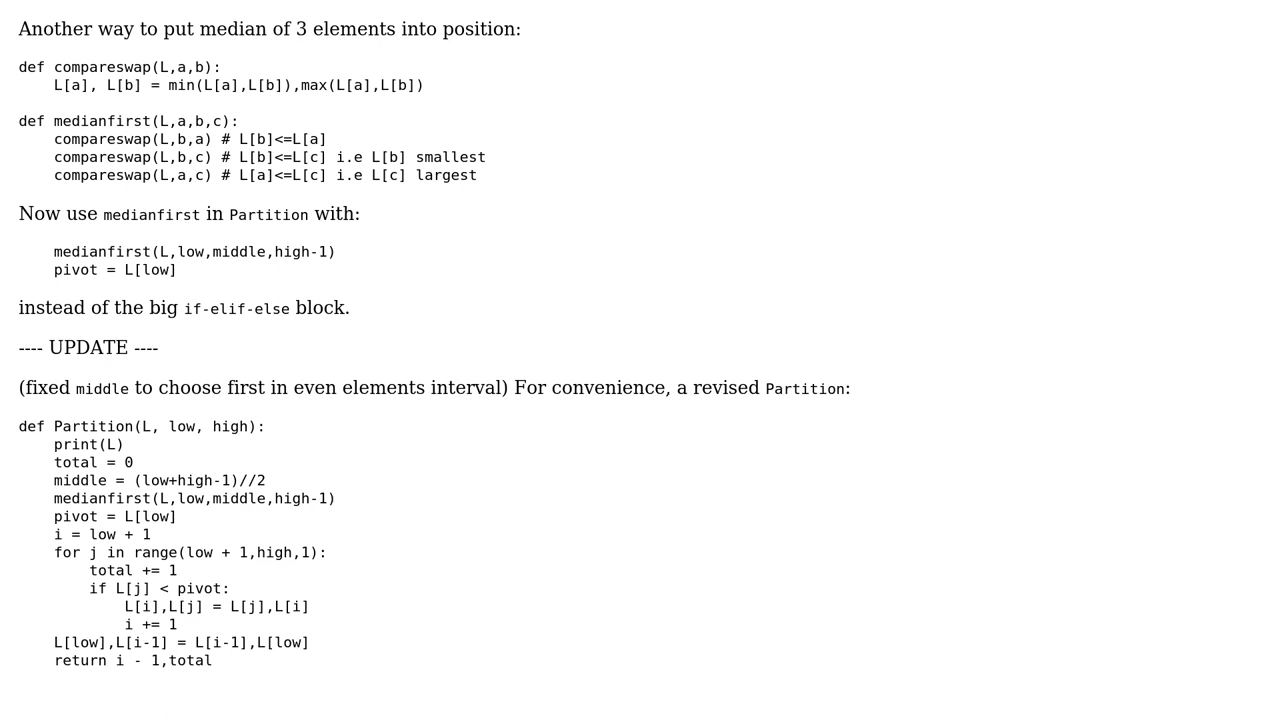 Another way to put median of 3 elements into position:
def compareswap(L,a,b):
    L[a], L[b] = min(L[a],L[b]),max(L[a],L[b])
def medianfirst(L,a,b,c):
    compareswap(L,b,a) # L[b]<=L[a]
    compareswap(L,b,c) # L[b]<=L[c] i.e L[b] smallest
    compareswap(L,a,c) # L[a]<=L[c] i.e L[c] largest
Now use medianfirst in Partition with:
    medianfirst(L,low,middle,high-1)
    pivot = L[low]
instead of the big if-elif-else block.
---- UPDATE ----
(fixed middle to choose first in even elements interval) For convenience, a revised Partition:
def Partition(L, low, high):
    print(L)
    total = 0
    middle = (low+high-1)//2
    medianfirst(L,low,middle,high-1)
    pivot = L[low]
    i = low + 1
    for j in range(low + 1,high,1):
        total += 1
        if L[j] < pivot:
            L[i],L[j] = L[j],L[i]
            i += 1
    L[low],L[i-1] = L[i-1],L[low]
    return i - 1,total